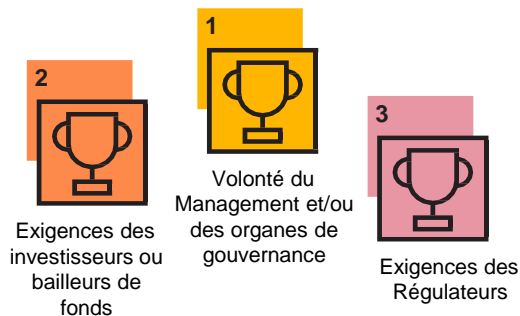 2
Exigences des
investisseurs ou
bailleurs de
fonds
1
Volonté du
Management et/ou
des organes de
gouvernance
3
Exigences des
Régulateurs